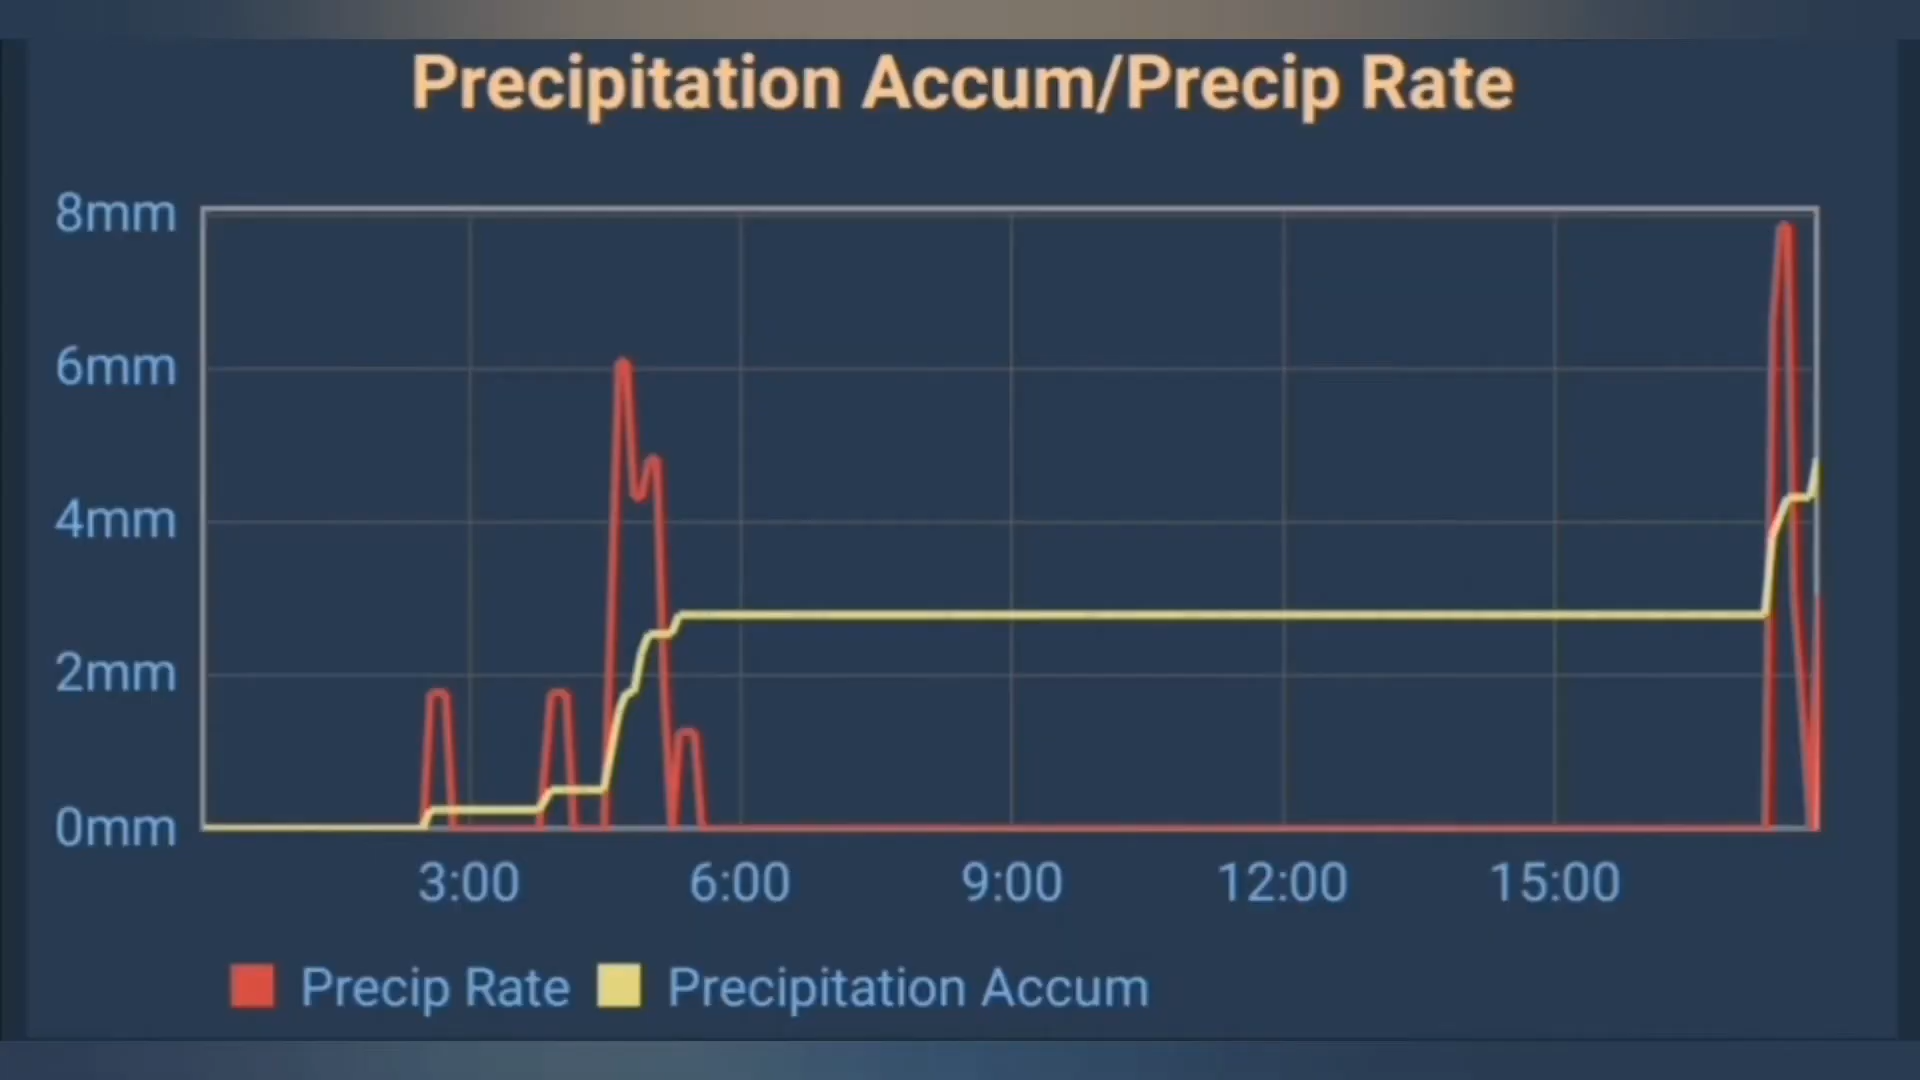 Precipitation Accum/Precip Rate
8mm
6mm
4mm
2mm
0mm
3:00 6:00 9:00 12:00 15:00
Precip Rate Precipitation Accum